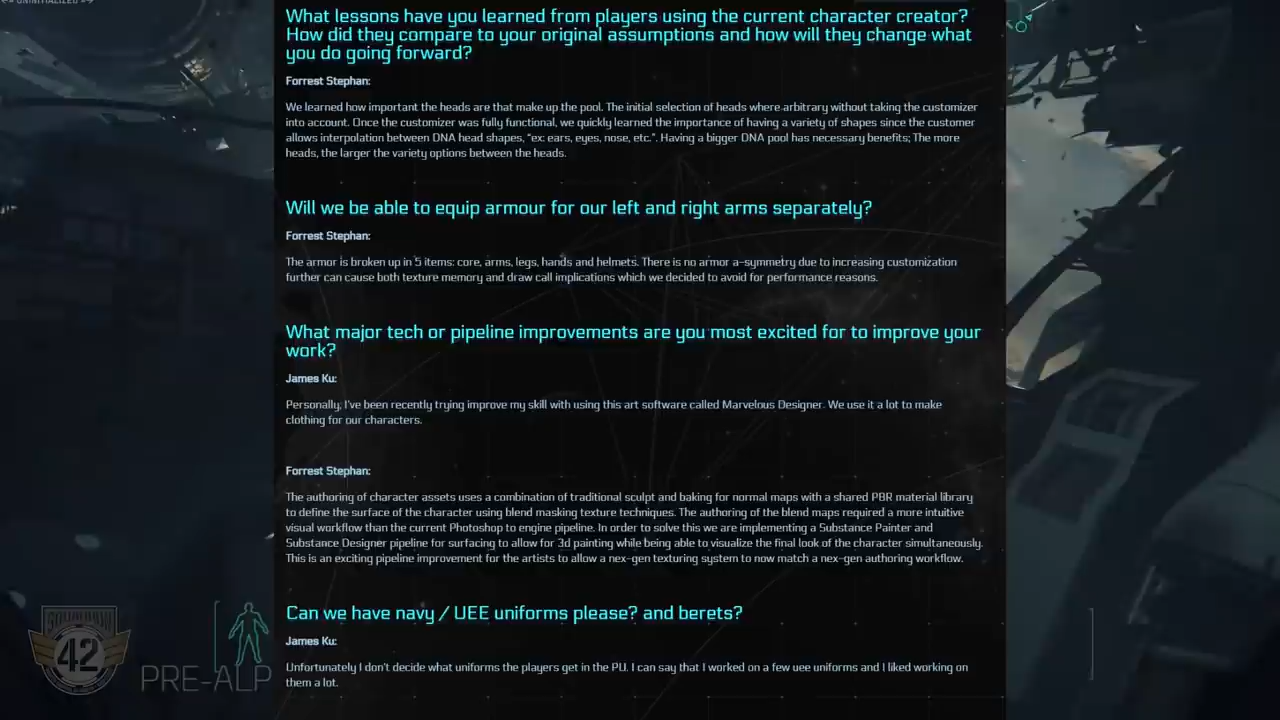 What lessons have you learned from players using the current character creator?
How did they compare to your original assumptions and how will they change what
you do going forward?
Forrest Stephan:
We learned how important the heads are that make up the pool. The initial selection of heads where arbitrary without taking the customizer
into account. Once the customizer was fully functional, we quickly learned the importance of having a variety of shapes since the customer
allows interpolation between DNA head shapes, "ex: ears, eyes, nose, etc.". Having a bigger DNA pool has necessary benefits; The more
heads, the larger the variety options between the heads.
Will we be able to equip armour for our left and right arms separately?
Forrest Stephan:
The armor is broken up in 5 items: core, arms, legs, hands and helmets. There is no armor a-symmetry due to increasing customization
further can cause both texture memory and draw call implications which we decided to avoid for performance reasons.
What major tech or pipeline improvements are you most excited for to improve your
work?
James Ku:
Personally, I've been recently trying improve my skill with using this art software called Marvelous Designer. We use it a lot to make
clothing for our characters.
Forrest Stephan:
The authoring of character assets uses a combination of traditional sculpt and baking for normal maps with a shared PBR material library
to define the surface of the character using blend masking texture techniques. The authoring of the blend maps required a more intuitive
visual workflow than the current Photoshop to engine pipeline. In order to solve this we are implementing a Substance Painter and
Substance Designer pipeline for surfacing to allow for 3d painting while being able to visualize the final look of the character simultaneously.
This is an exciting pipeline improvement for the artists to allow a nex-gen texturing system to now match a nex-gen authoring workflow.
Can we have navy / UEE uniforms please? and berets?
James Ku:
Unfortunately I don't decide what uniforms the players get in the PU. I can say that I worked on a few uee uniforms and I liked working on
them a lot.
SQUADRON
42
PRE-ALP